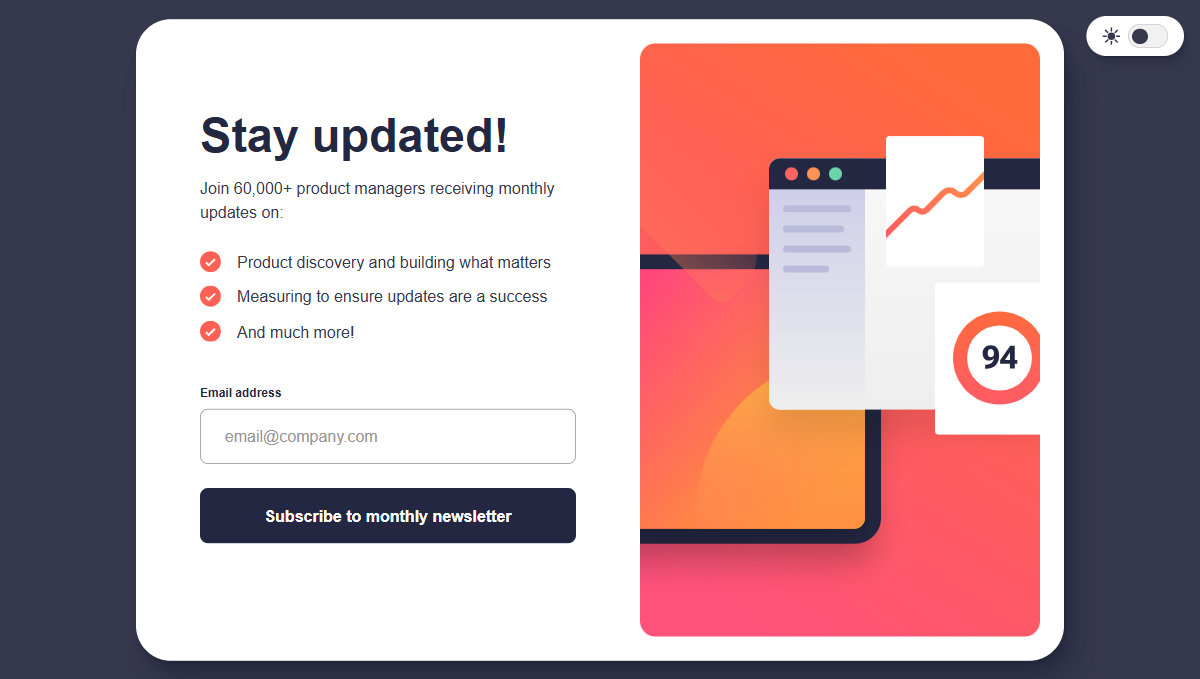 Stay updated!
Join 60,000+ product managers receiving monthly
updates on:
Product discovery and building what matters
Measuring to ensure updates are a success
And much more!
Email address
email@company.com
Subscribe to monthly newsletter
94